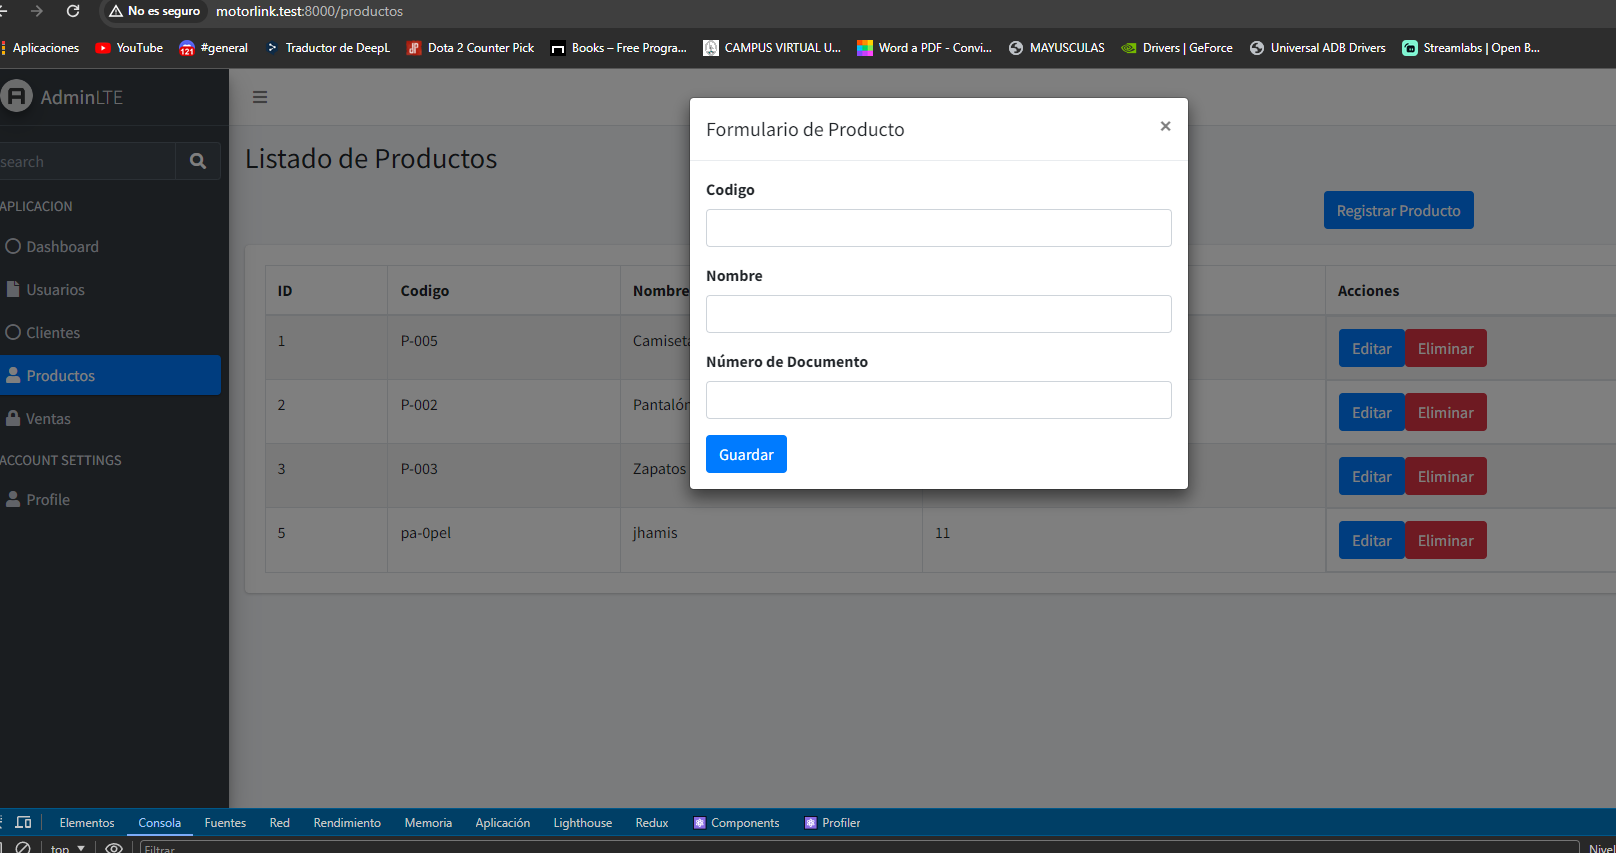 No es seguro motorlink.test:8000/productos
Aplicaciones YouTube #general Traductor de DeepL Dota 2 Counter Pick Books – Free Progra... CAMPUS VIRTUAL U... Word a PDF - Convi... MAYUSCULAS Drivers | GeForce Universal ADB Drivers Streamlabs | Open B...
121
AdminLTE
search
APLICACION
Dashboard
Usuarios
Clientes
Productos
Ventas
ACCOUNT SETTINGS
Profile
Listado de Productos
Registrar Producto
ID Codigo Nombre Acciones
1 P-005 Camiseta Editar Eliminar
2 P-002 Pantalón Editar Eliminar
3 P-003 Zapatos Editar Eliminar
5 pa-0pel jhamis 11 Editar Eliminar
Formulario de Producto ×
Codigo
Nombre
Número de Documento
Guardar
Elementos Consola Fuentes Red Rendimiento Memoria Aplicación Lighthouse Redux Components Profiler
top Filtrar Nivel